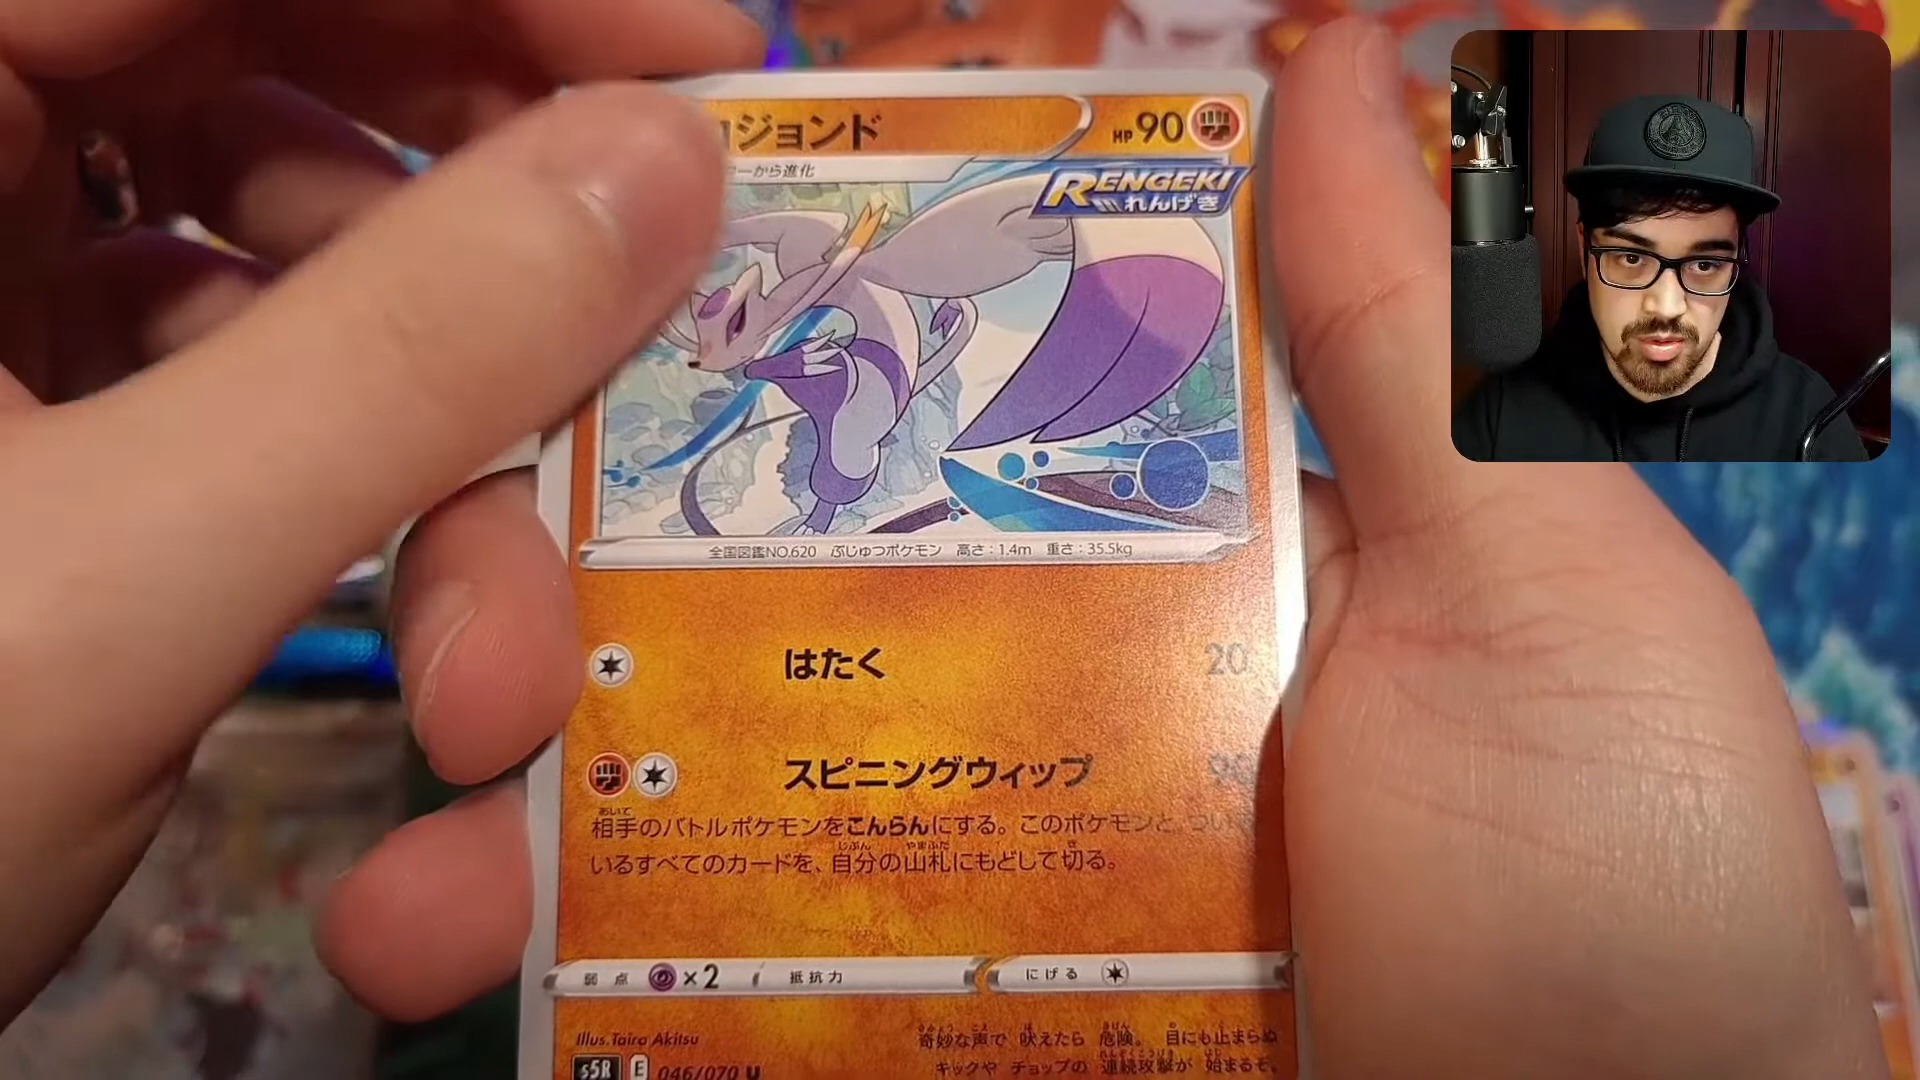 ジョンド
HP 90
ーから進化
RENGEKI
れんげき
全国図鑑NO.620 ぶじゅつポケモン 高さ：1.4m 重さ：35.5kg
はたく 20
スピニングウィップ 90
相手のバトルポケモンをこんらんにする。このポケモンと、つい
いるすべてのカードを、自分の山札にもどして切る。
弱点 ×2 抵抗力 にげる
Illus. Taira Akitsu
奇妙な声で 吠えたら 危険。 目にも止まらぬ
s5R E 046/070 U
キックや チョップの 連続攻撃が 始まるぞ。